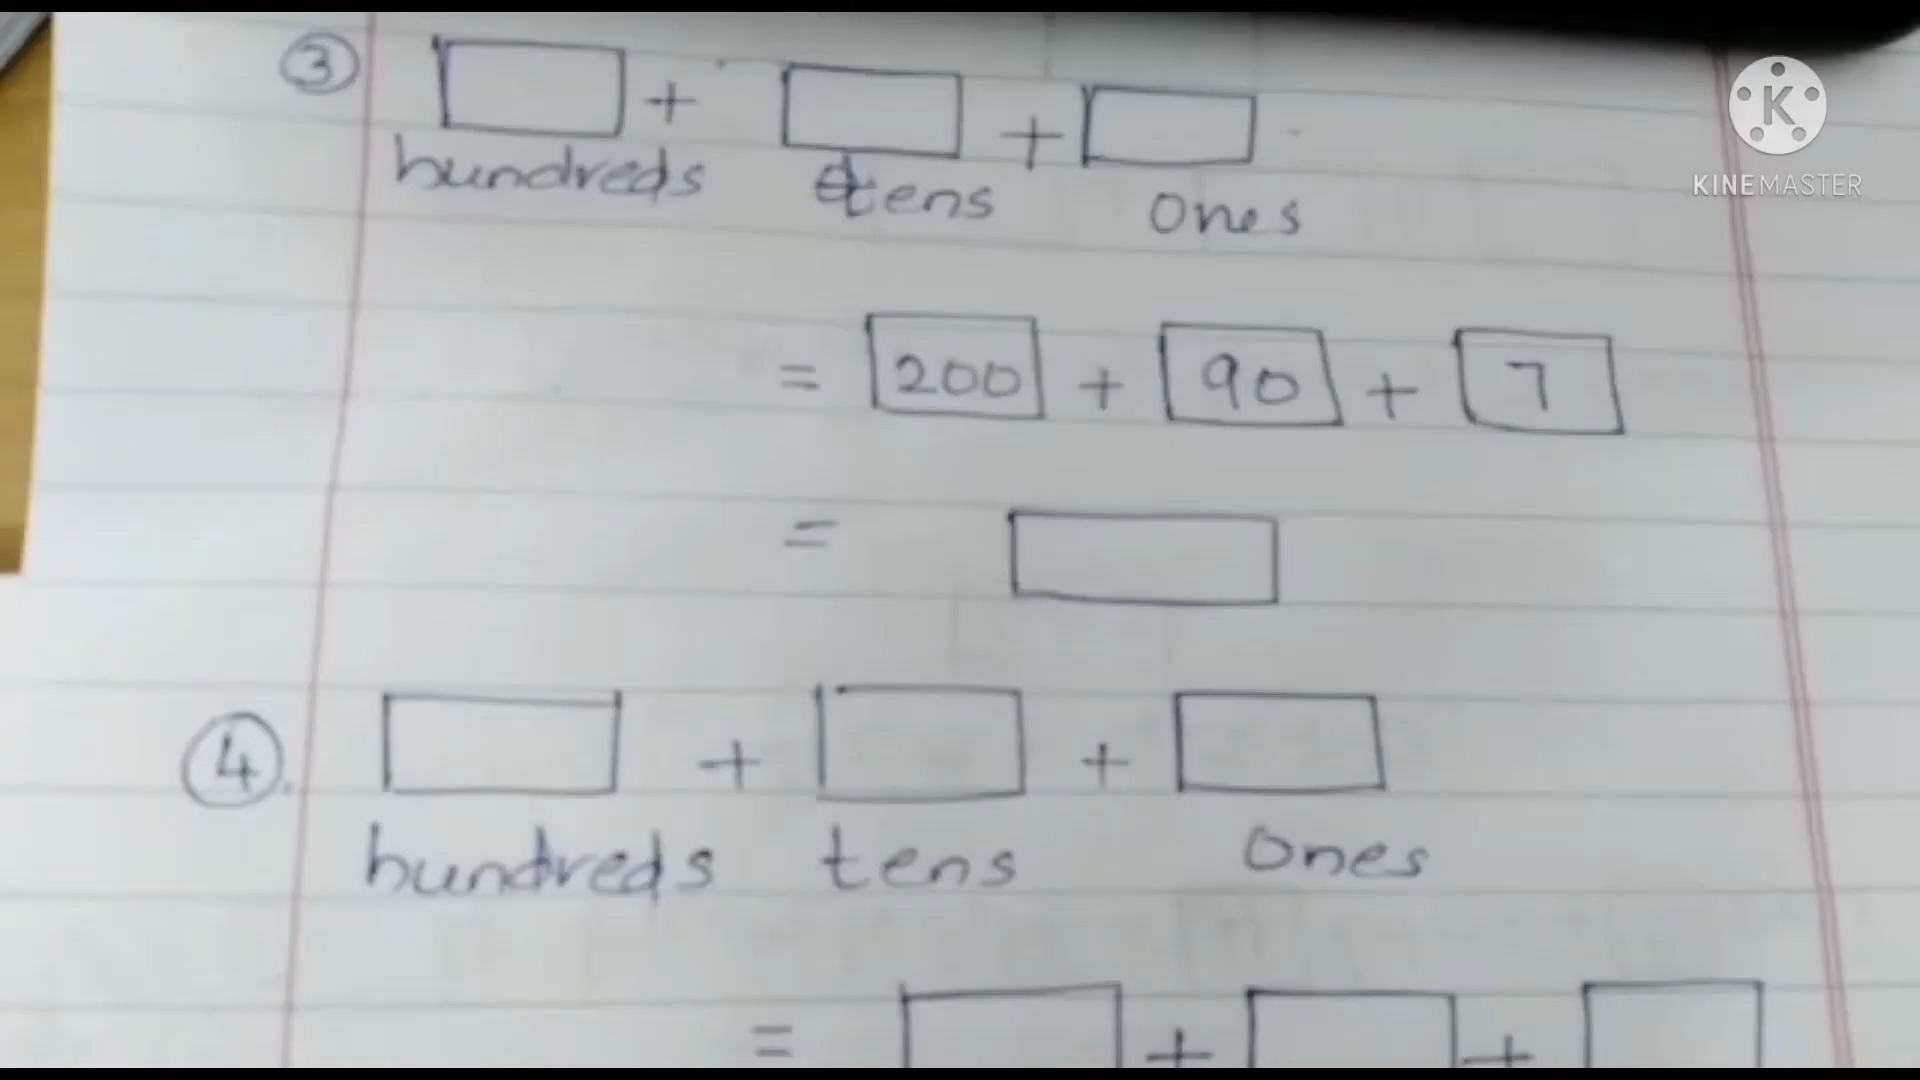 ③ + +
hundreds tens ones
K
KINEMASTER
= 200 + 90 + 7
=
④. + +
hundreds tens ones
= + +